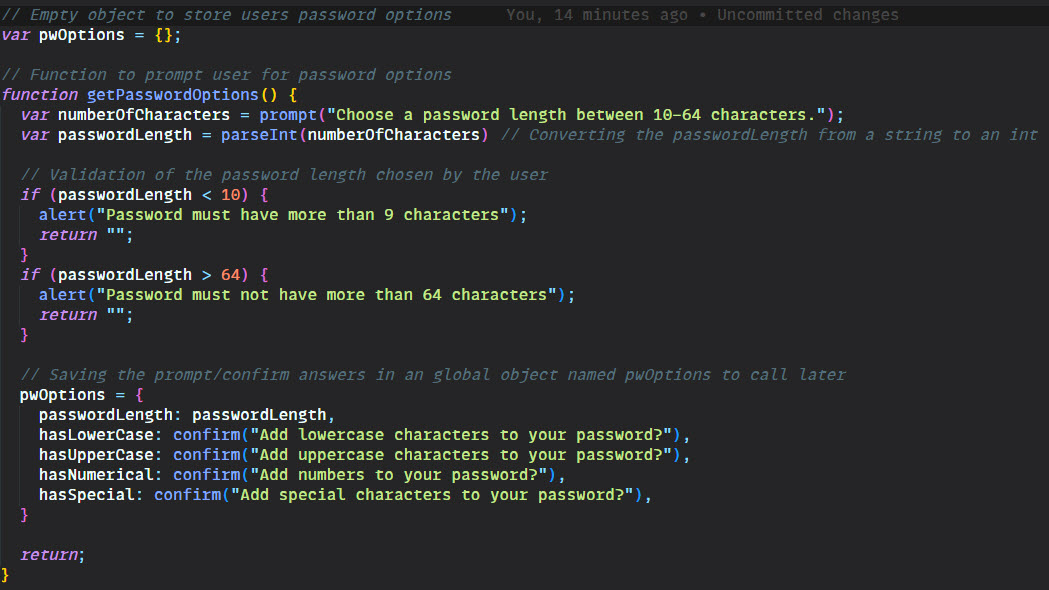 // Empty object to store users password options You, 14 minutes ago • Uncommitted changes
var pwOptions = {};
// Function to prompt user for password options
function getPasswordOptions() {
var numberOfCharacters = prompt("Choose a password length between 10-64 characters.");
var passwordLength = parseInt(numberOfCharacters) // Converting the passwordLength from a string to an int
// Validation of the password length chosen by the user
if (passwordLength < 10) {
alert("Password must have more than 9 characters");
return "";
}
if (passwordLength > 64) {
alert("Password must not have more than 64 characters");
return "";
}
// Saving the prompt/confirm answers in an global object named pwOptions to call later
pwOptions = {
passwordLength: passwordLength,
hasLowerCase: confirm("Add lowercase characters to your password?"),
hasUpperCase: confirm("Add uppercase characters to your password?"),
hasNumerical: confirm("Add numbers to your password?"),
hasSpecial: confirm("Add special characters to your password?"),
}
return;
}